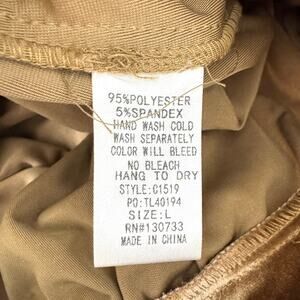 95%POLYESTER
5%SPANDEX
HAND WASH COLD
WASH SEPARATELY
COLOR WILL BLEED
NO BLEACH
HANG TO DRY
STYLE:C1519
PO:TL40194
SIZE:L
RN#130733
MADE IN CHINA